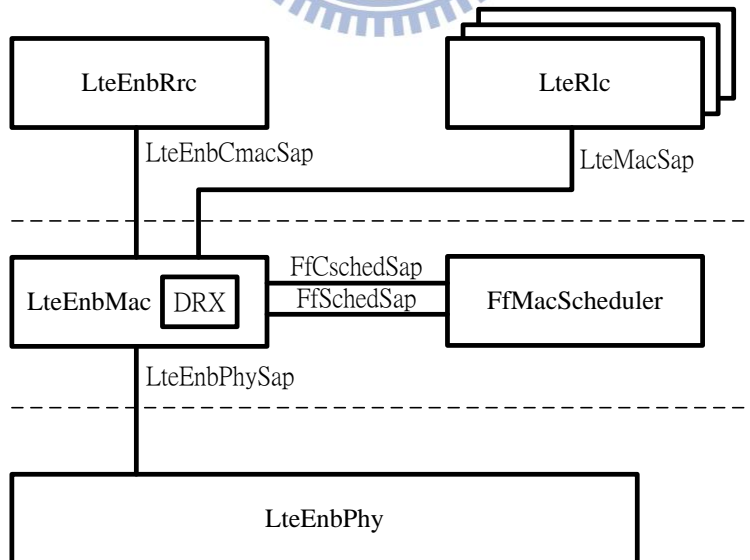 LteEnbRrc
LteRlc
LteEnbCmacSap
LteMacSap
LteEnbMac
DRX
FfCschedSap
FfSchedSap
FfMacScheduler
LteEnbPhySap
LteEnbPhy